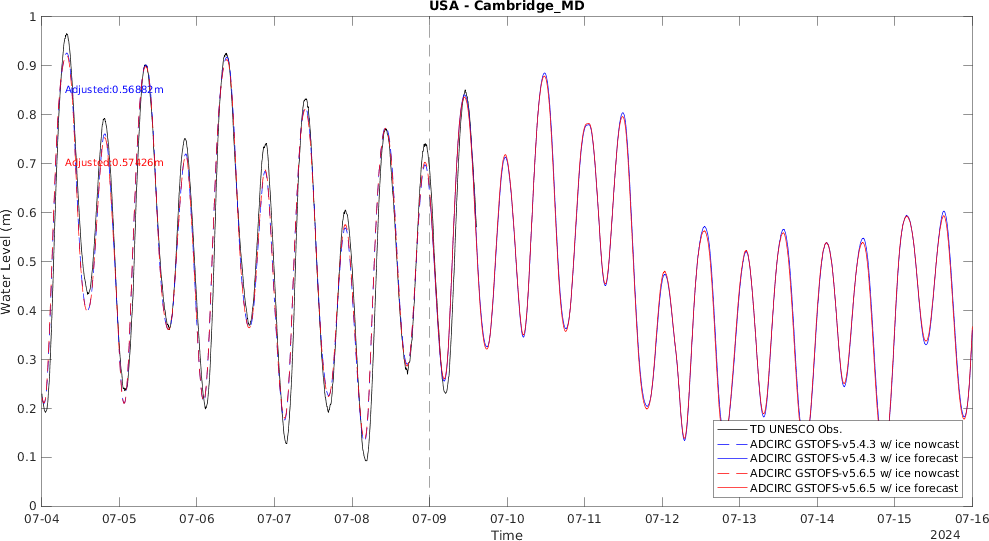 USA - Cambridge_MD
1
0.9
0.8
0.7
0.6
0.5
0.4
0.3
0.2
0.1
0
Water Level (m)
Adjusted:0.56882m
Adjusted:0.57426m
TD UNESCO Obs.
ADCIRC GSTOFS-v5.4.3 w/ ice nowcast
ADCIRC GSTOFS-v5.4.3 w/ ice forecast
ADCIRC GSTOFS-v5.6.5 w/ ice nowcast
ADCIRC GSTOFS-v5.6.5 w/ ice forecast
07-04 07-05 07-06 07-07 07-08 07-09 07-10 07-11 07-12 07-13 07-14 07-15 07-16
Time
2024